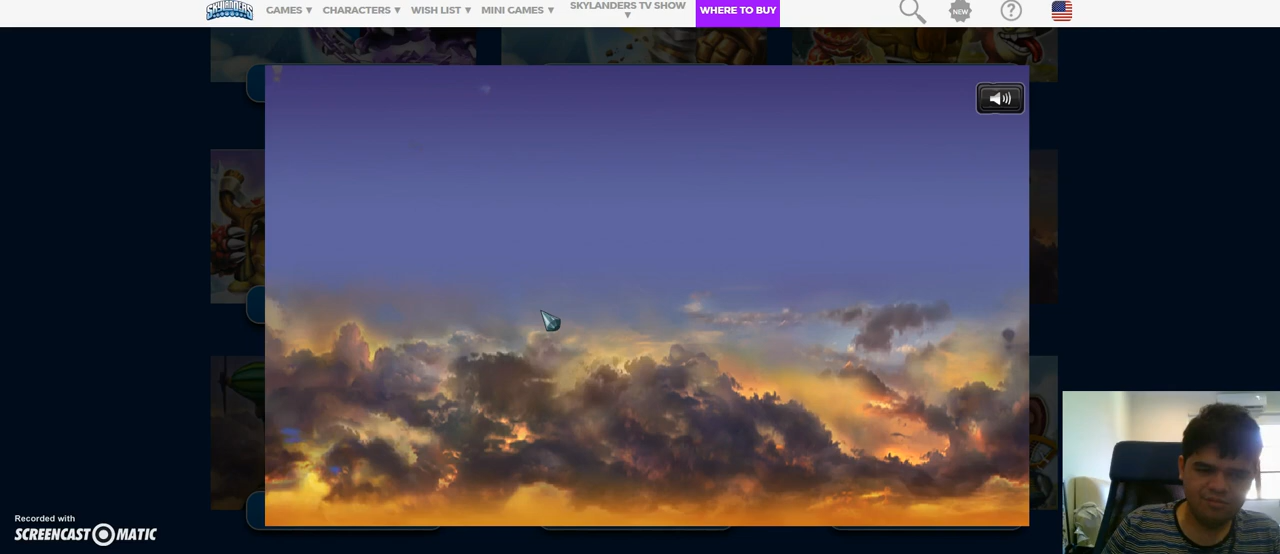 SKYLANDERS
GAMES ▼ CHARACTERS ▼ WISH LIST ▼ MINI GAMES ▼ SKYLANDERS TV SHOW ▼ WHERE TO BUY
NEW
?
Recorded with
SCREENCAST MATIC